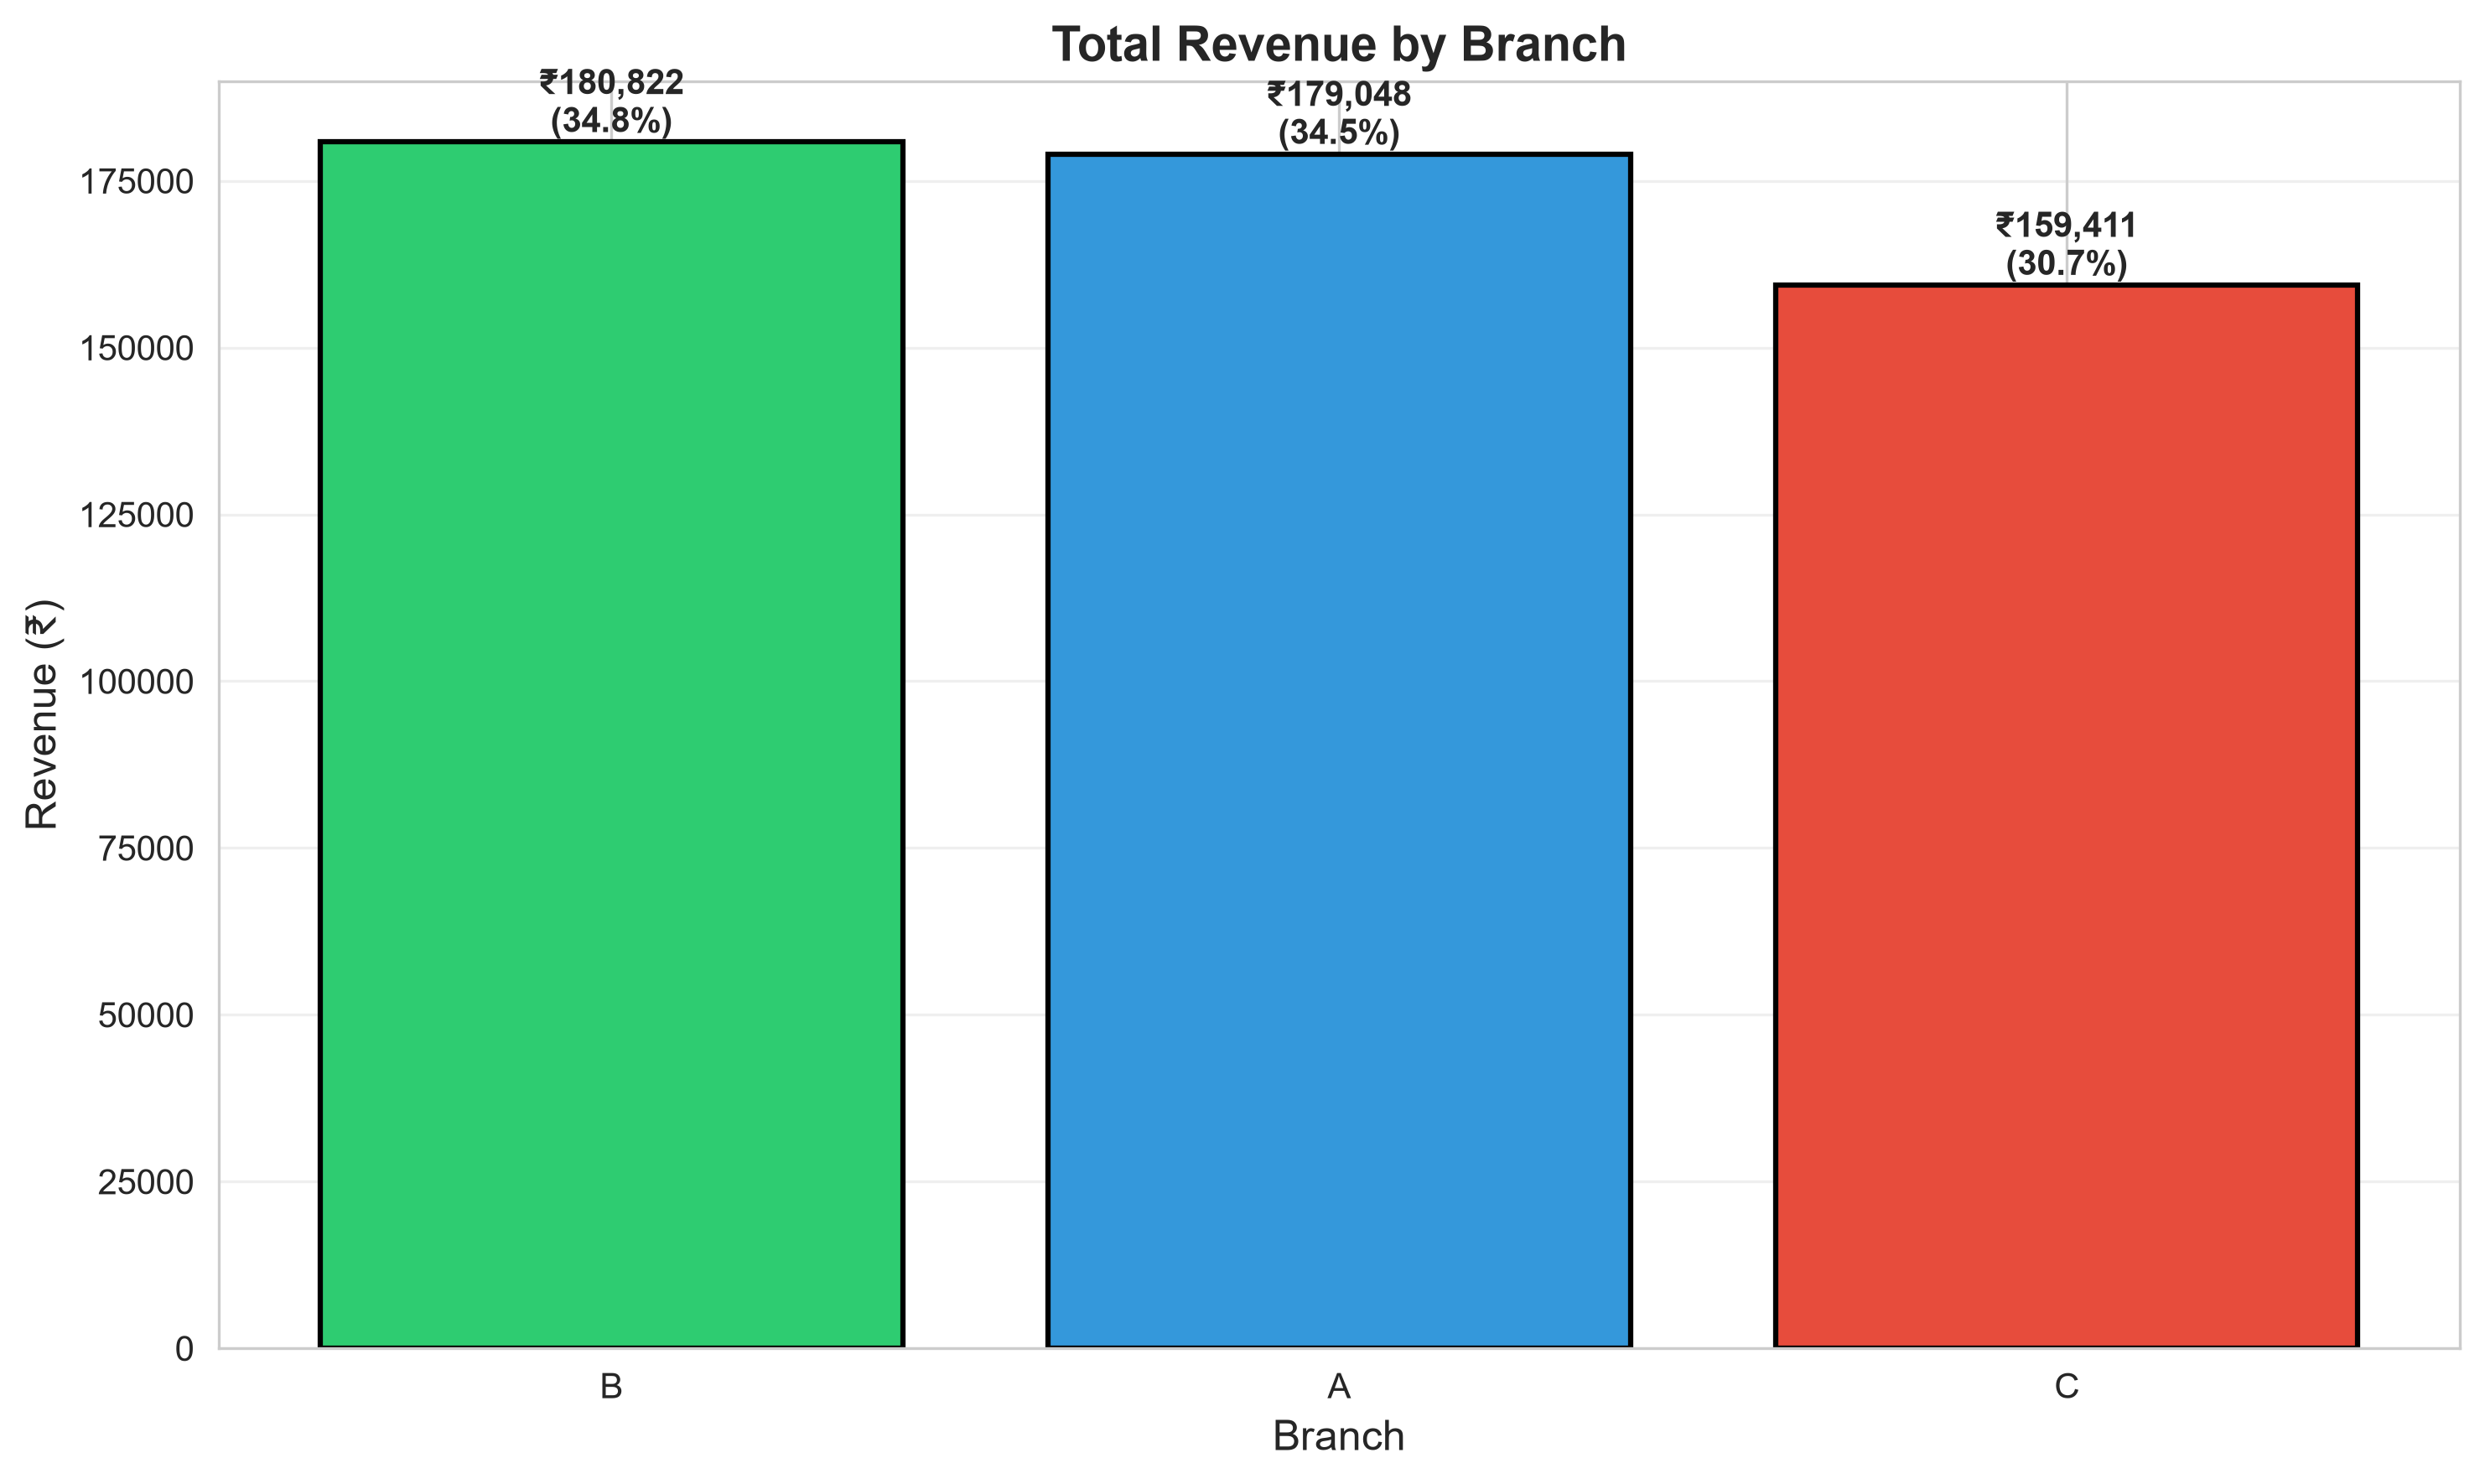 Total Revenue by Branch
₹180,822
(34.8%)
₹179,048
(34.5%)
₹159,411
(30.7%)
175000
150000
125000
100000
75000
50000
25000
0
Revenue (₹)
B
A
C
Branch